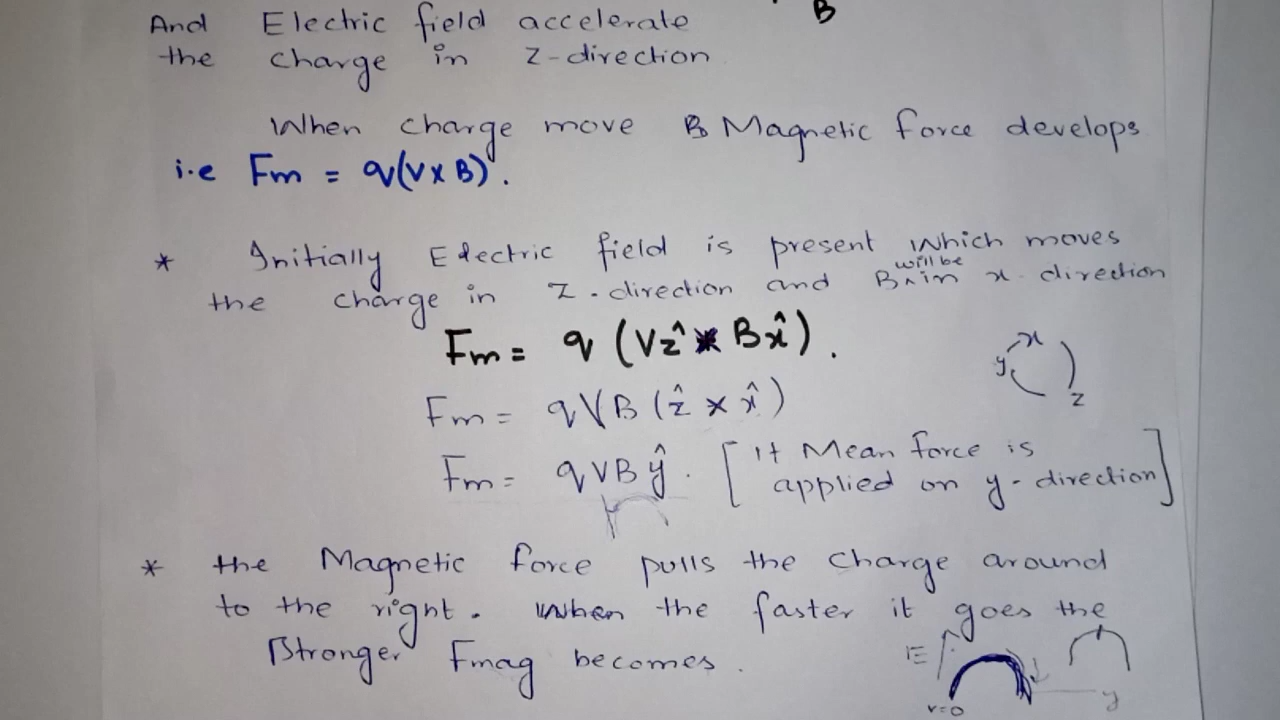 B
And Electric field accelerate
the charge in Z-direction
When charge move B Magnetic force develops
i.e Fm = q(V x B).
* Initially Electric field is present which moves
the charge in Z-direction and B will be in x direction
Fm = q (Vẑ * Bx̂).
Fm = qVB (ẑ × x̂)
x
y
z
Fm = qVB ŷ. [It Mean force is
applied on y-direction]
* the Magnetic force pulls the charge around
to the right. When the faster it goes the
Stronger Fmag becomes.
E
v=0
y